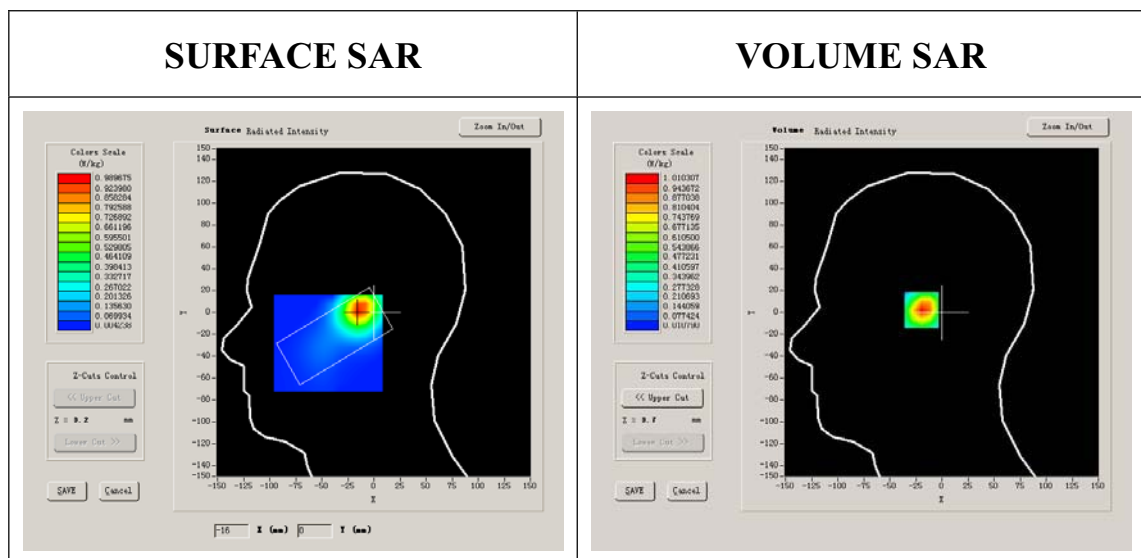 SURFACE SAR
Surface Radiated Intensity
Zoom In/Out
Colors Scale
(W/kg)
0.989675
0.923980
0.858284
0.792588
0.726892
0.661196
0.595501
0.529805
0.464109
0.398413
0.332717
0.267022
0.201326
0.135630
0.069934
0.004238
150
140
120
100
80
60
40
20
0
-20
-40
-60
-80
-100
-120
-140
-150
Y
-150 -125 -100 -75 -50 -25 0 25 50 75 100 125 150
X
Z-Cuts Control
<< Upper Cut
mm
Lower Cut >>
SAVE Cancel
-16 X (mm) 0 Y (mm)
VOLUME SAR
Volume Radiated Intensity
Zoom In/Out
Colors Scale
(W/kg)
1.010307
0.943672
0.877038
0.810404
0.743769
0.677135
0.610500
0.543866
0.477231
0.410597
0.343962
0.277328
0.210693
0.144059
0.077424
0.010790
150
140
120
100
80
60
40
20
0
-20
-40
-60
-80
-100
-120
-140
-150
Y
-150 -125 -100 -75 -50 -25 0 25 50 75 100 125 150
X
Z-Cuts Control
<< Upper Cut
mm
Lower Cut >>
SAVE Cancel